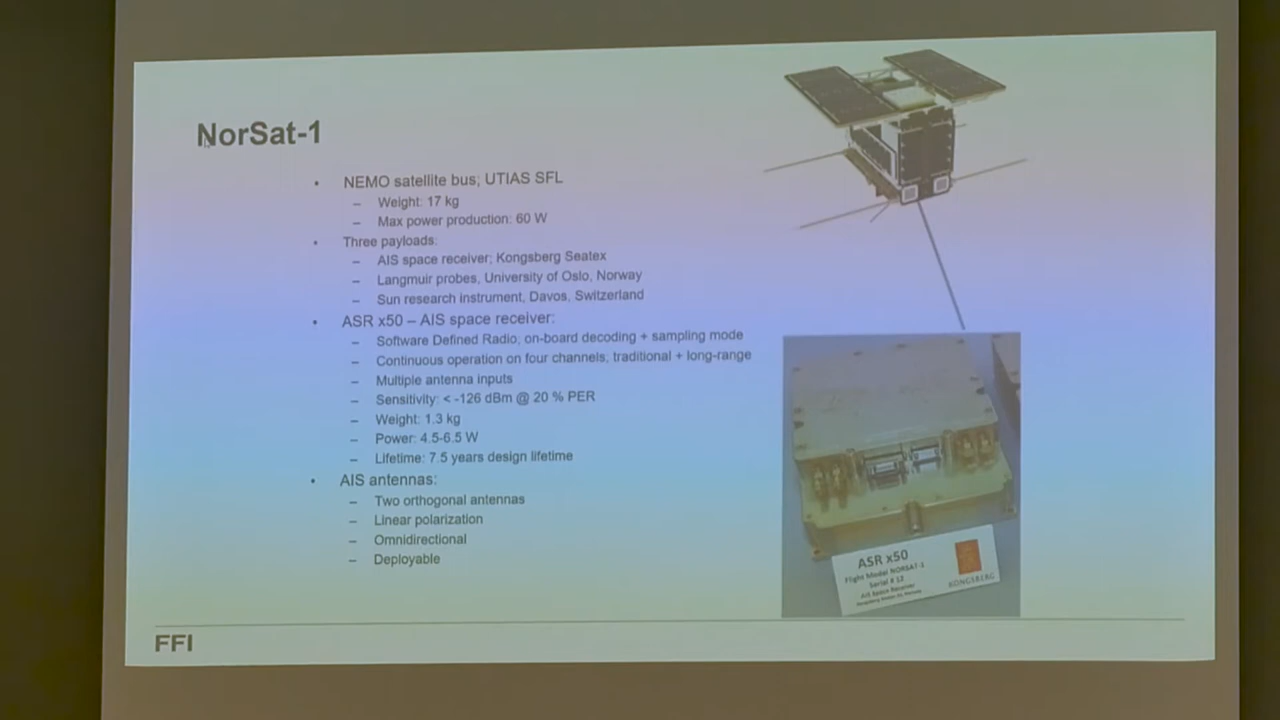 NorSat-1
• NEMO satellite bus; UTIAS SFL
– Weight: 17 kg
– Max power production: 60 W
• Three payloads:
– AIS space receiver; Kongsberg Seatex
– Langmuir probes, University of Oslo, Norway
– Sun research instrument, Davos, Switzerland
• ASR x50 – AIS space receiver:
– Software Defined Radio; on-board decoding + sampling mode
– Continuous operation on four channels; traditional + long-range
– Multiple antenna inputs
– Sensitivity: < -126 dBm @ 20 % PER
– Weight: 1.3 kg
– Power: 4.5-6.5 W
– Lifetime: 7.5 years design lifetime
• AIS antennas:
– Two orthogonal antennas
– Linear polarization
– Omnidirectional
– Deployable
ASR x50
Flight Model NORSAT-1
Serial # 12
AIS Space Receiver
KONGSBERG
FFI